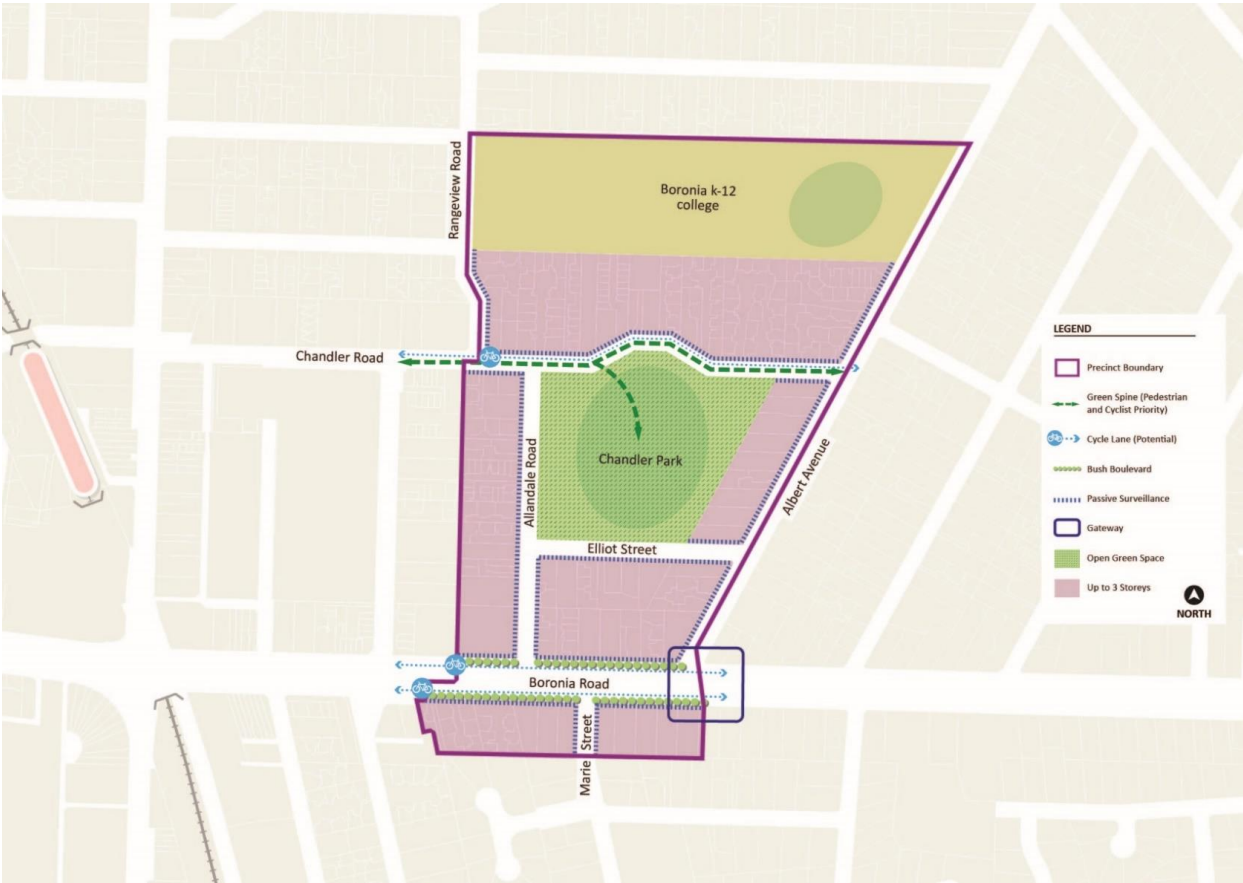 Rangeview Road
Boronia k-12
college
Chandler Road
Allandale Road
Chandler Park
Albert Avenue
Elliot Street
Boronia Road
Marie Street
LEGEND
Precinct Boundary
Green Spine (Pedestrian
and Cyclist Priority)
Cycle Lane (Potential)
Bush Boulevard
Passive Surveillance
Gateway
Open Green Space
Up to 3 Storeys
NORTH